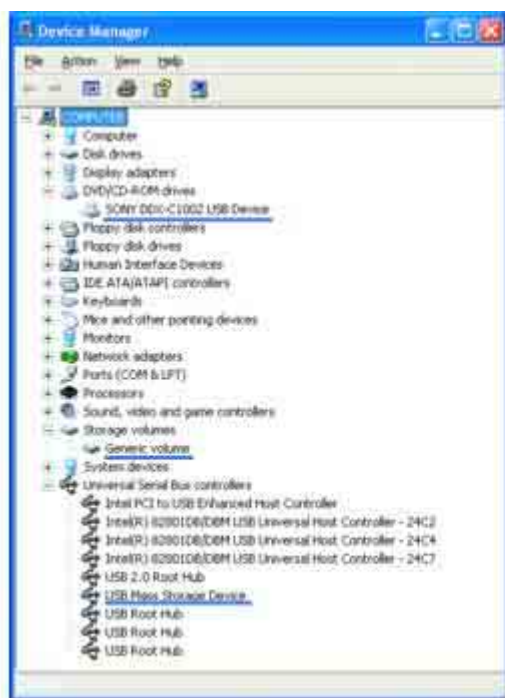 Device Manager
File Action View Help
COMPUTER
Computer
Disk drives
Display adapters
DVD/CD-ROM drives
SONY DDX-C1002 USB Device
Floppy disk controllers
Floppy disk drives
Human Interface Devices
IDE ATA/ATAPI controllers
Keyboards
Mice and other pointing devices
Monitors
Network adapters
Ports (COM & LPT)
Processors
Sound, video and game controllers
Storage volumes
Generic volume
System devices
Universal Serial Bus controllers
Intel PCI to USB Enhanced Host Controller
Intel(R) 82801DB/DBM USB Universal Host Controller - 24C2
Intel(R) 82801DB/DBM USB Universal Host Controller - 24C4
Intel(R) 82801DB/DBM USB Universal Host Controller - 24C7
USB 2.0 Root Hub
USB Mass Storage Device
USB Root Hub
USB Root Hub
USB Root Hub